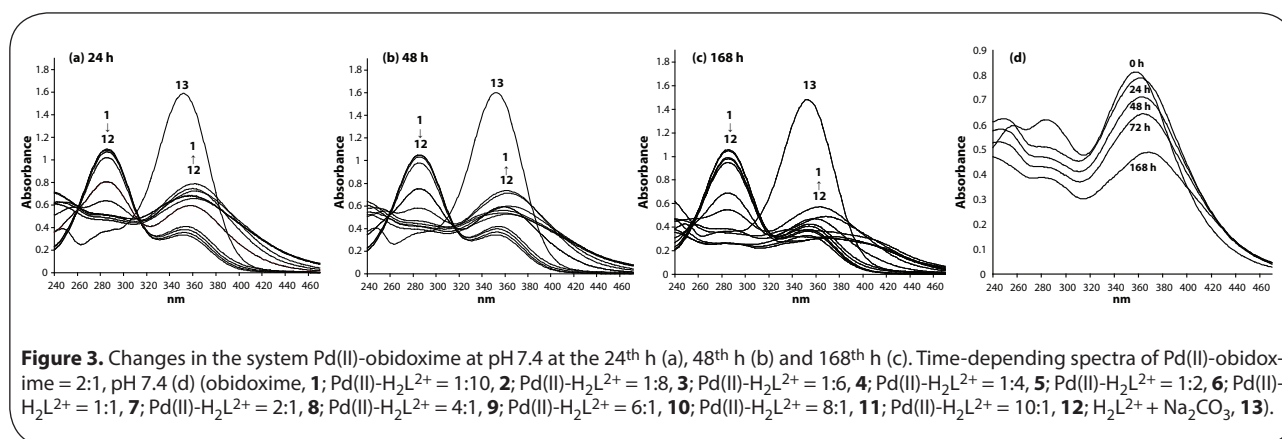 (a) 24 h
(b) 48 h
(c) 168 h
(d)
Absorbance
1.8
1.6
1.4
1.2
1
0.8
0.6
0.4
0.2
0
13
1
↓
12
1
↑
12
240 260 280 300 320 340 360 380 400 420 440 460
nm
Absorbance
1.8
1.6
1.4
1.2
1
0.8
0.6
0.4
0.2
0
13
1
↓
12
1
↑
12
240 260 280 300 320 340 360 380 400 420 440 460
nm
Absorbance
1.8
1.6
1.4
1.2
1
0.8
0.6
0.4
0.2
0
13
1
↓
12
1
↑
12
240 260 280 300 320 340 360 380 400 420 440 460
nm
Absorbance
0.9
0.8
0.7
0.6
0.5
0.4
0.3
0.2
0.1
0
0 h
24 h
48 h
72 h
168 h
240 260 280 300 320 340 360 380 400 420 440 460
nm
Figure 3. Changes in the system Pd(II)-obidoxime at pH 7.4 at the 24th h (a), 48th h (b) and 168th h (c). Time-depending spectra of Pd(II)-obidox-
ime = 2:1, pH 7.4 (d) (obidoxime, 1; Pd(II)-H2L2+ = 1:10, 2; Pd(II)-H2L2+ = 1:8, 3; Pd(II)-H2L2+ = 1:6, 4; Pd(II)-H2L2+ = 1:4, 5; Pd(II)-H2L2+ = 1:2, 6; Pd(II)-
H2L2+ = 1:1, 7; Pd(II)-H2L2+ = 2:1, 8; Pd(II)-H2L2+ = 4:1, 9; Pd(II)-H2L2+ = 6:1, 10; Pd(II)-H2L2+ = 8:1, 11; Pd(II)-H2L2+ = 10:1, 12; H2L2+ + Na2CO3, 13).